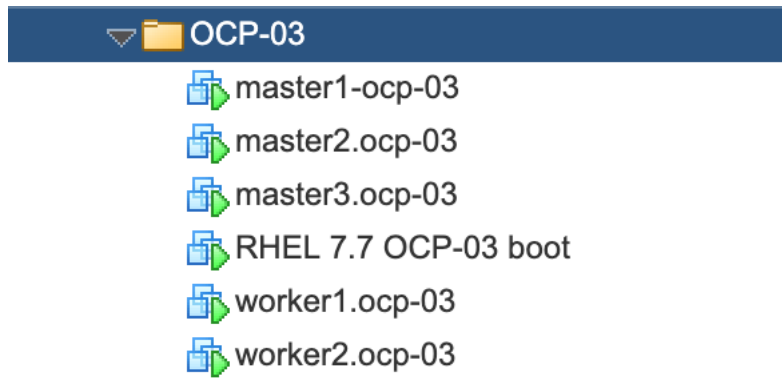 OCP-03
master1-ocp-03
master2.ocp-03
master3.ocp-03
RHEL 7.7 OCP-03 boot
worker1.ocp-03
worker2.ocp-03